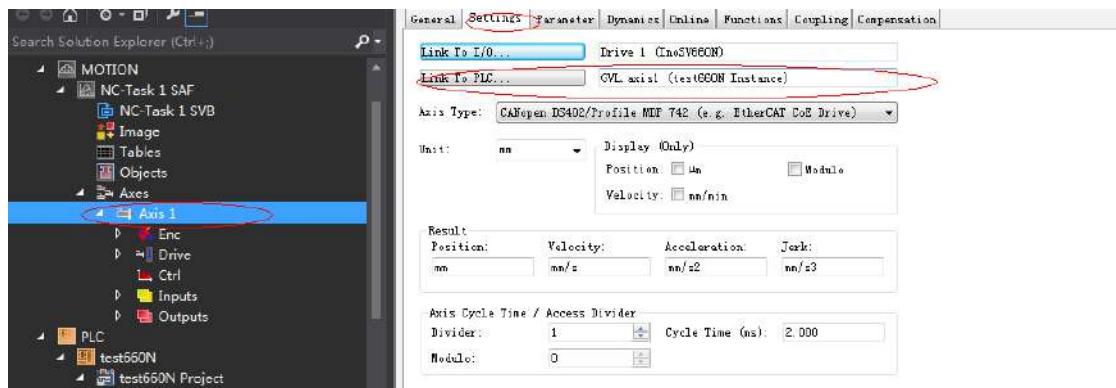 Search Solution Explorer (Ctrl+;)
MOTION
NC-Task 1 SAF
NC-Task 1 SVB
Image
Tables
Objects
Axes
Axis 1
Enc
Drive
Ctrl
Inputs
Outputs
PLC
test660N
test660N Project
General Settings Parameter Dynamics Online Functions Coupling Compensation
Link To I/O... Drive 1 (InoSV660N)
Link To PLC... GVL.axis1 (test660N Instance)
Axis Type: CANopen DS402/Profile MDP 742 (e.g. EtherCAT CoE Drive)
Unit: mm Display (Only)
Position: µm Modulo
Velocity: mm/min
Result
Position: Velocity: Acceleration: Jerk:
mm mm/s mm/s2 mm/s3
Axis Cycle Time / Access Divider
Divider: 1 Cycle Time (ms): 2.000
Modulo: 0